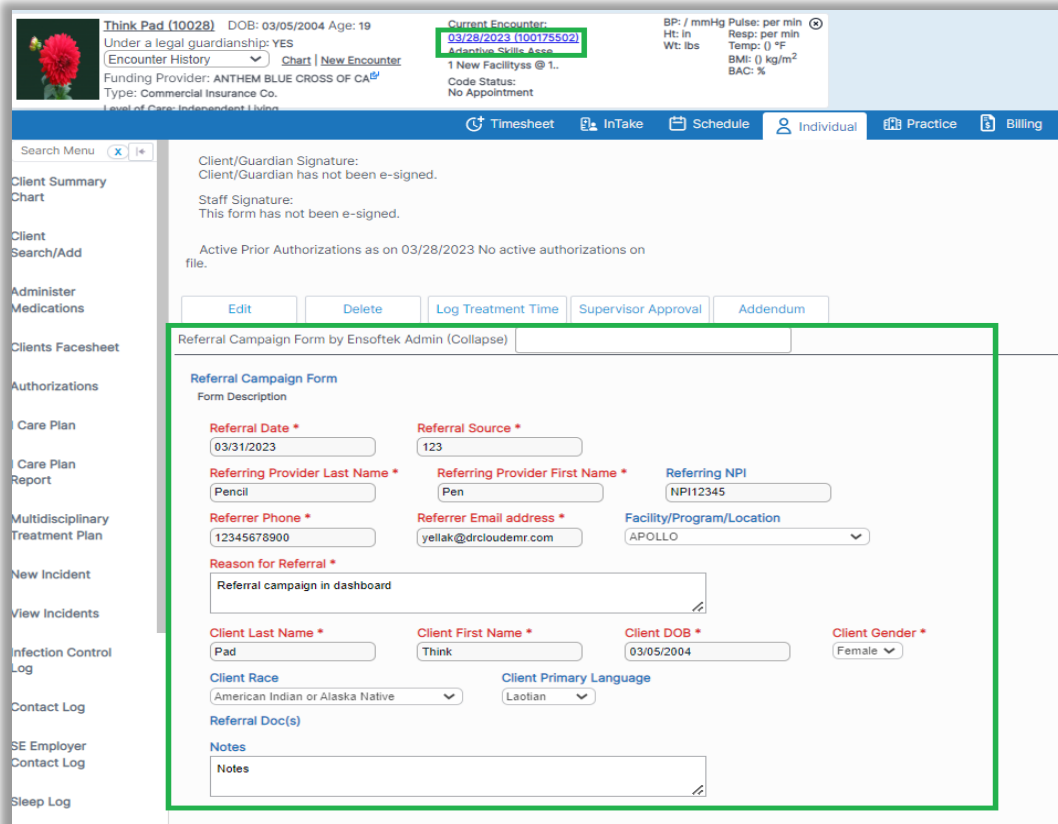 Think Pad (10028) DOB: 03/05/2004 Age: 19
Under a legal guardianship: YES
Encounter History Chart | New Encounter
Funding Provider: ANTHEM BLUE CROSS OF CA
Type: Commercial Insurance Co.
Level of Care: Independent Living
Current Encounter:
03/28/2023 (100175502)
Adaptive Skills Asse
1 New Facilityss @ 1..
Code Status:
No Appointment
BP: / mmHg Pulse: per min
Ht: in Resp: per min
Wt: lbs Temp: () °F
BMI: () kg/m2
BAC: %
Timesheet InTake Schedule Individual Practice Billing
Search Menu x
Client Summary
Chart
Client
Search/Add
Administer
Medications
Clients Facesheet
Authorizations
I Care Plan
I Care Plan
Report
Multidisciplinary
Treatment Plan
New Incident
View Incidents
Infection Control
Log
Contact Log
SE Employer
Contact Log
Sleep Log
Client/Guardian Signature:
Client/Guardian has not been e-signed.
Staff Signature:
This form has not been e-signed.
Active Prior Authorizations as on 03/28/2023 No active authorizations on
file.
Edit Delete Log Treatment Time Supervisor Approval Addendum
Referral Campaign Form by Ensoftek Admin (Collapse)
Referral Campaign Form
Form Description
Referral Date * Referral Source *
03/31/2023 123
Referring Provider Last Name * Referring Provider First Name * Referring NPI
Pencil Pen NPI12345
Referrer Phone * Referrer Email address * Facility/Program/Location
12345678900 yellak@drcloudemr.com APOLLO
Reason for Referral *
Referral campaign in dashboard
Client Last Name * Client First Name * Client DOB * Client Gender *
Pad Think 03/05/2004 Female
Client Race Client Primary Language
American Indian or Alaska Native Laotian
Referral Doc(s)
Notes
Notes